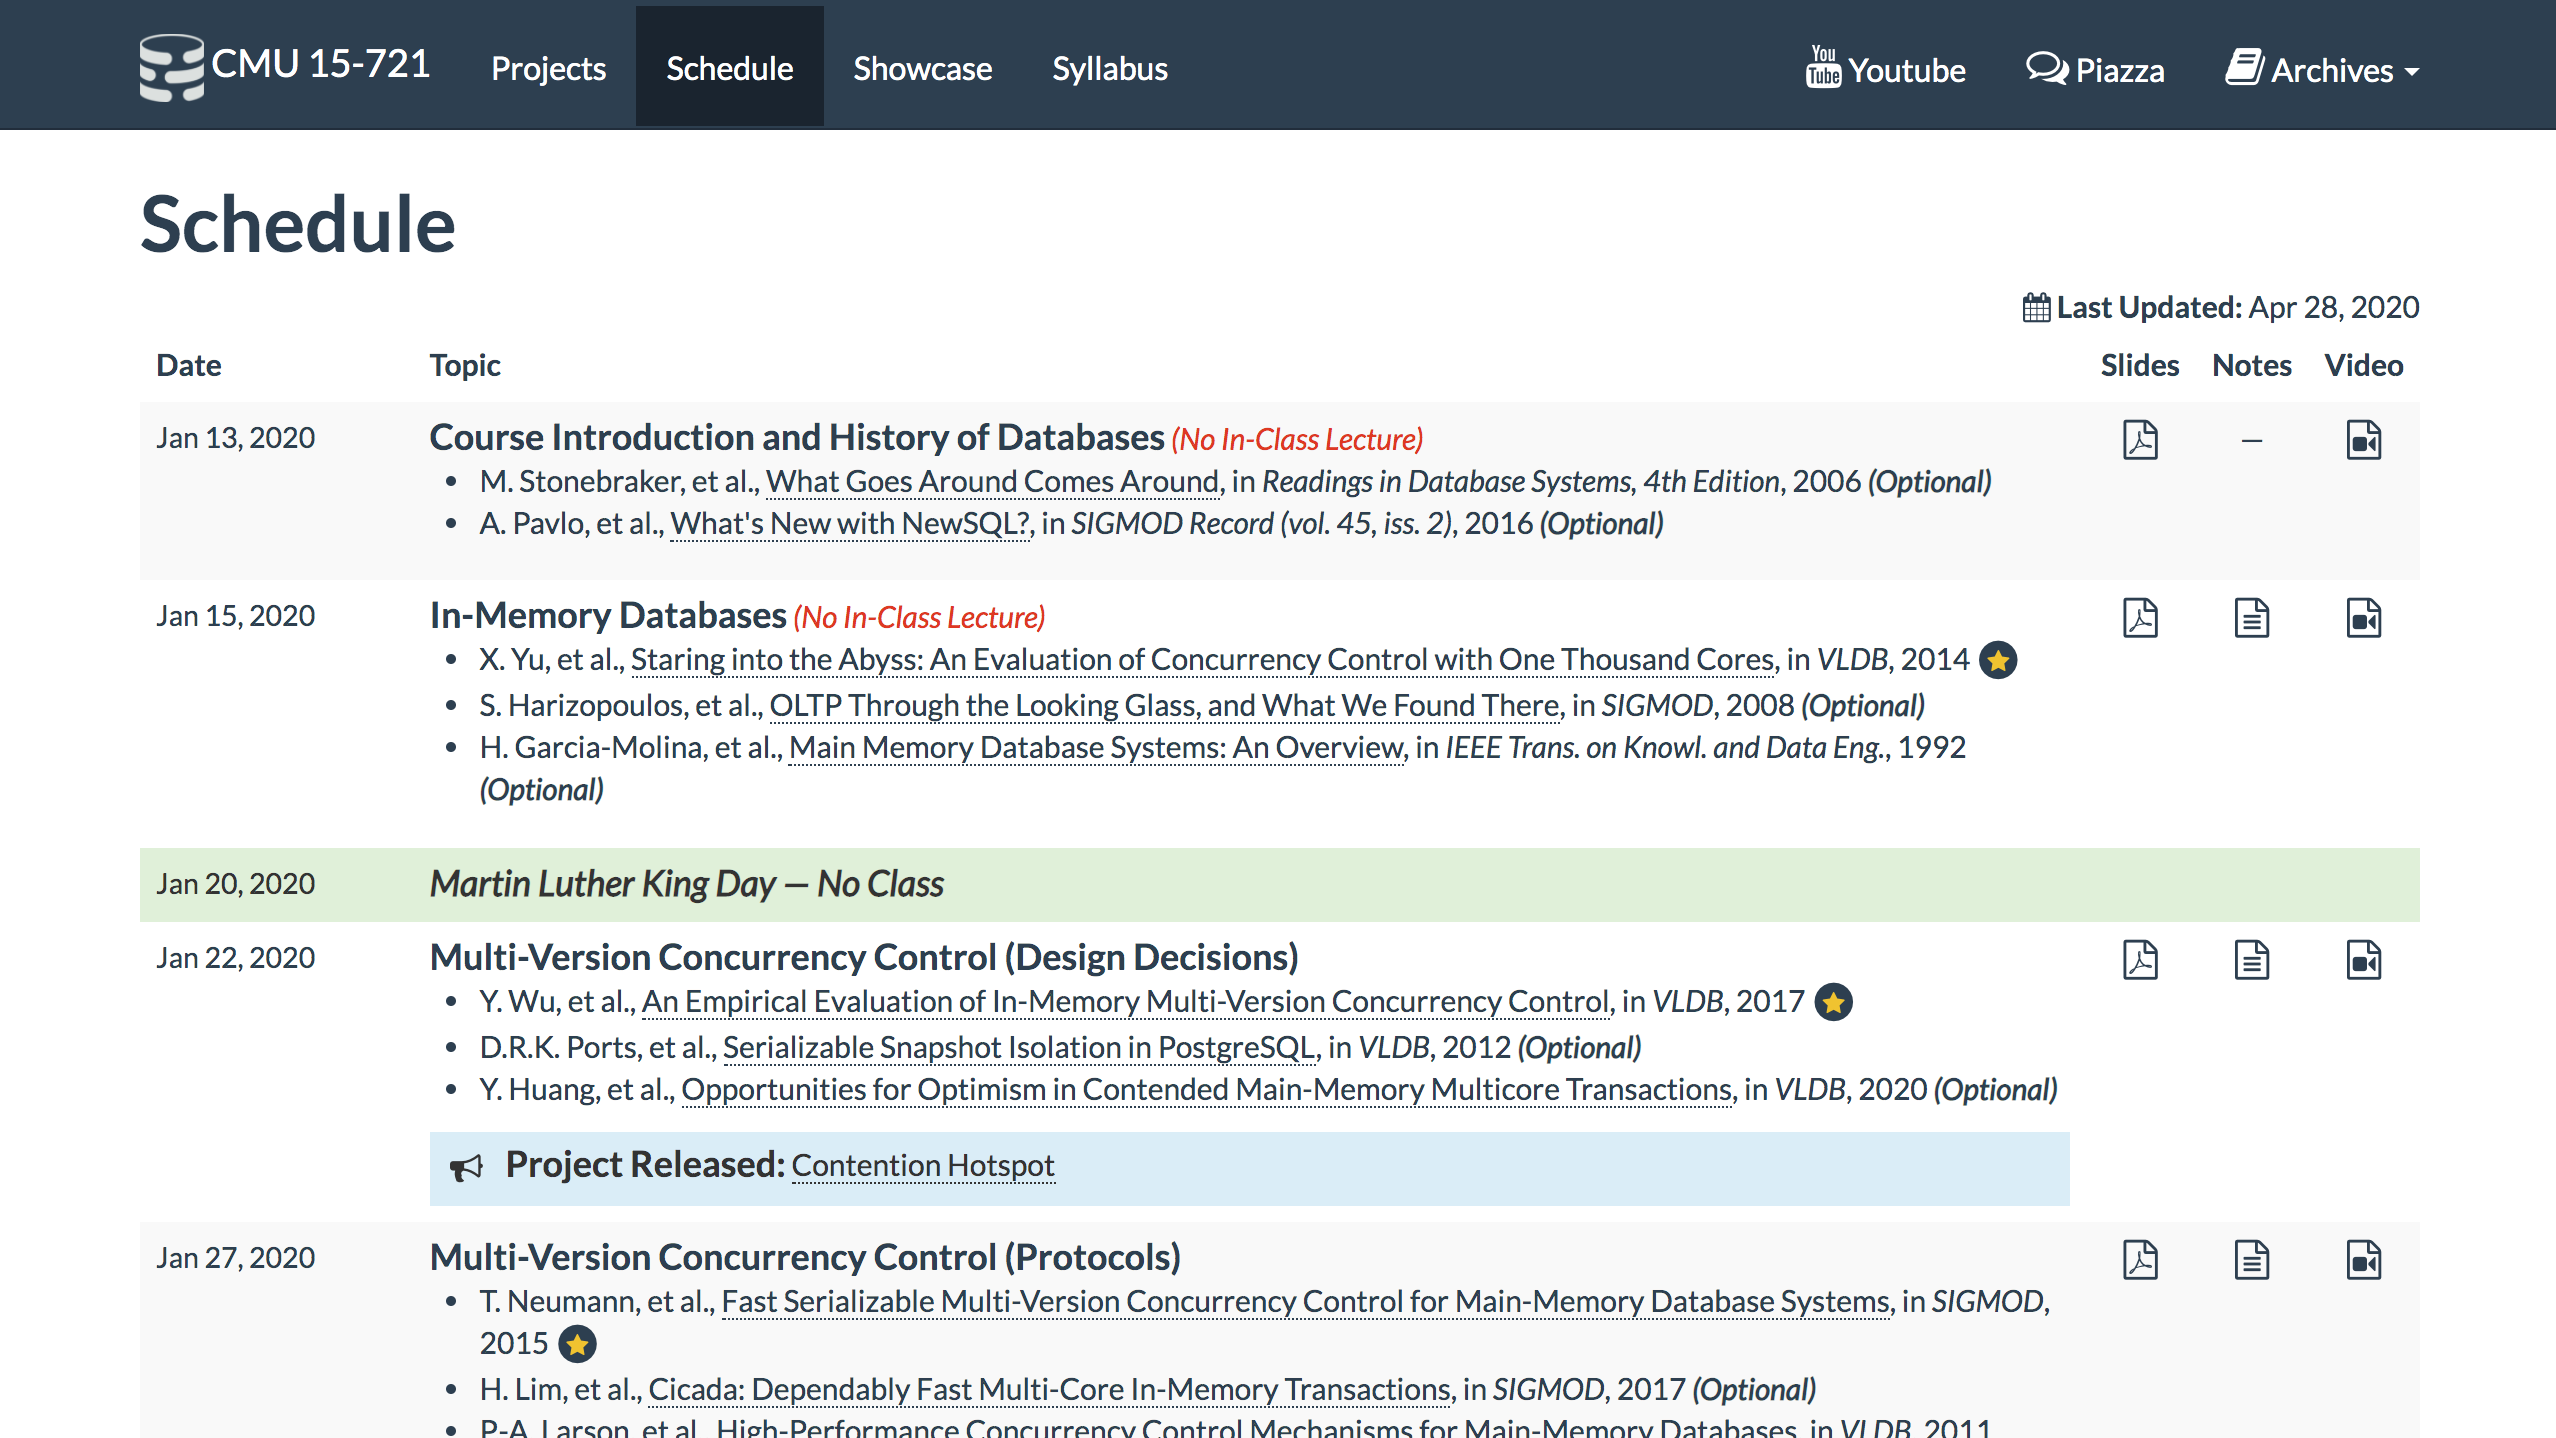 CMU 15-721 Projects Schedule Showcase Syllabus You Tube Youtube Piazza Archives
Schedule
Last Updated: Apr 28, 2020
Date Topic Slides Notes Video
Jan 13, 2020 Course Introduction and History of Databases (No In-Class Lecture) –
• M. Stonebraker, et al., What Goes Around Comes Around, in Readings in Database Systems, 4th Edition, 2006 (Optional)
• A. Pavlo, et al., What's New with NewSQL?, in SIGMOD Record (vol. 45, iss. 2), 2016 (Optional)
Jan 15, 2020 In-Memory Databases (No In-Class Lecture)
• X. Yu, et al., Staring into the Abyss: An Evaluation of Concurrency Control with One Thousand Cores, in VLDB, 2014
• S. Harizopoulos, et al., OLTP Through the Looking Glass, and What We Found There, in SIGMOD, 2008 (Optional)
• H. Garcia-Molina, et al., Main Memory Database Systems: An Overview, in IEEE Trans. on Knowl. and Data Eng., 1992
(Optional)
Jan 20, 2020 Martin Luther King Day — No Class
Jan 22, 2020 Multi-Version Concurrency Control (Design Decisions)
• Y. Wu, et al., An Empirical Evaluation of In-Memory Multi-Version Concurrency Control, in VLDB, 2017
• D.R.K. Ports, et al., Serializable Snapshot Isolation in PostgreSQL, in VLDB, 2012 (Optional)
• Y. Huang, et al., Opportunities for Optimism in Contended Main-Memory Multicore Transactions, in VLDB, 2020 (Optional)
Project Released: Contention Hotspot
Jan 27, 2020 Multi-Version Concurrency Control (Protocols)
• T. Neumann, et al., Fast Serializable Multi-Version Concurrency Control for Main-Memory Database Systems, in SIGMOD,
2015
• H. Lim, et al., Cicada: Dependably Fast Multi-Core In-Memory Transactions, in SIGMOD, 2017 (Optional)
• P-A. Larson, et al., High-Performance Concurrency Control Mechanisms for Main-Memory Databases, in VLDB, 2011